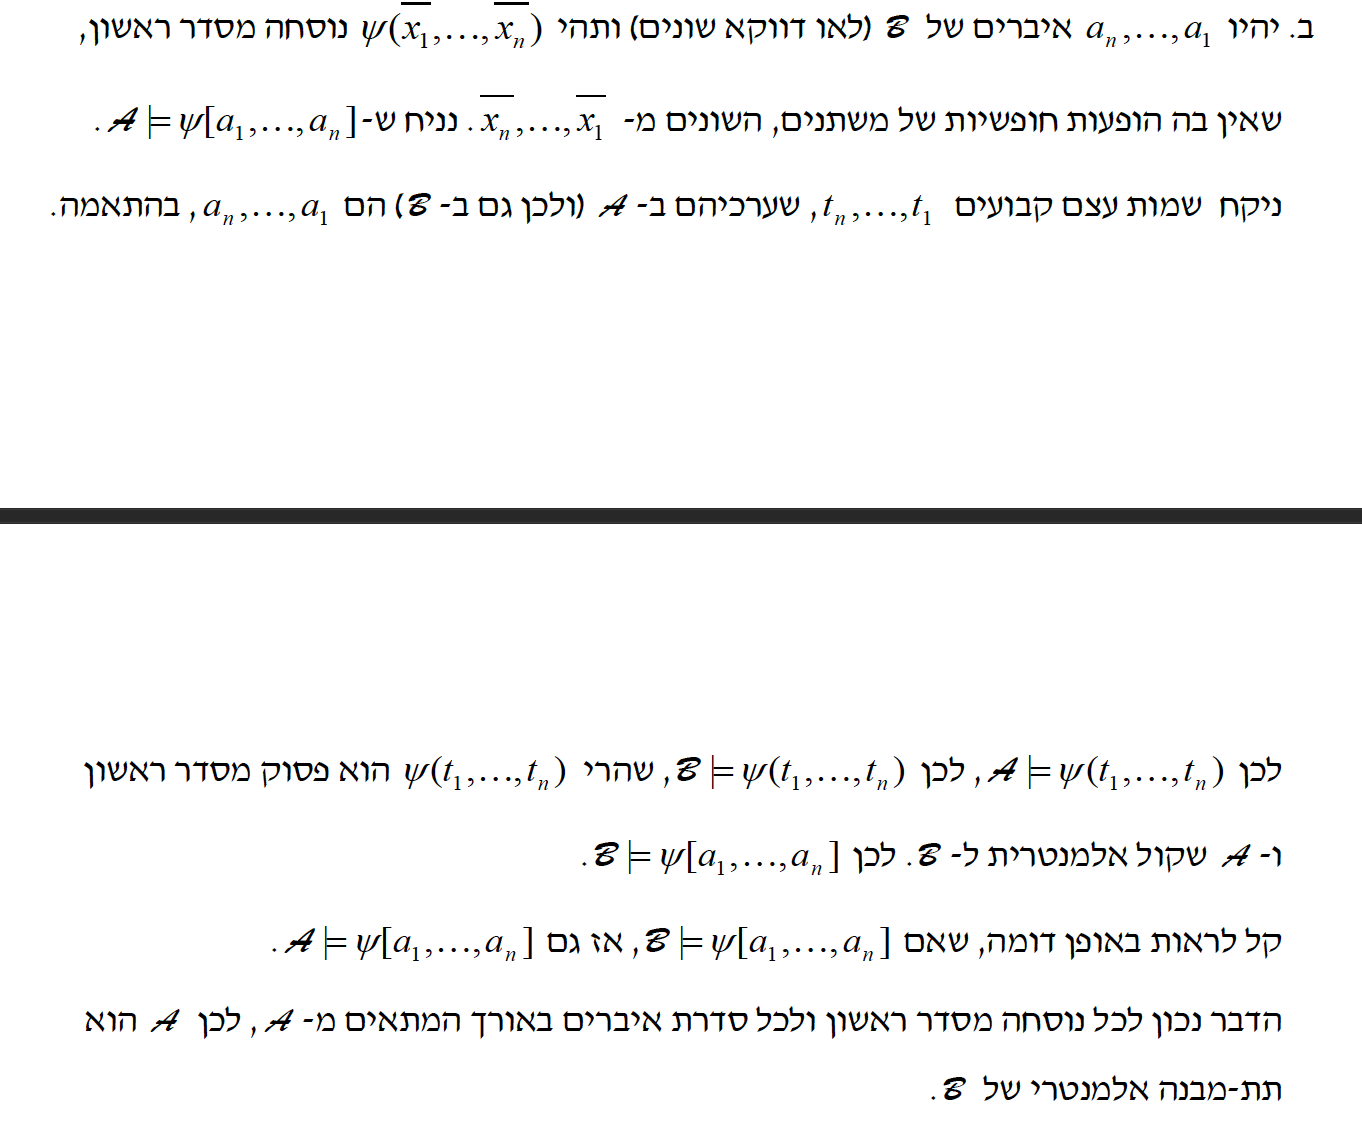 ב. יהיו $a_n,\ldots,a_1$ איברים של $\mathcal{B}$ (לאו דווקא שונים) ותהי $\psi(\overline{x_1},\ldots,\overline{x_n})$ נוסחה מסדר ראשון,
שאין בה הופעות חופשיות של משתנים, השונים מ- $\overline{x_n},\ldots,\overline{x_1}$. נניח ש-$\mathcal{A} \models \psi[a_1,\ldots,a_n]$.
ניקח שמות עצם קבועים $t_n,\ldots,t_1$, שערכיהם ב- $\mathcal{A}$ (ולכן גם ב- $\mathcal{B}$) הם $a_n,\ldots,a_1$, בהתאמה.
לכן $\mathcal{A} \models \psi(t_1,\ldots,t_n)$, לכן $\mathcal{B} \models \psi(t_1,\ldots,t_n)$, שהרי $\psi(t_1,\ldots,t_n)$ הוא פסוק מסדר ראשון
ו- $\mathcal{A}$ שקול אלמנטרית ל- $\mathcal{B}$. לכן $\mathcal{B} \models \psi[a_1,\ldots,a_n]$.
קל לראות באופן דומה, שאם $\mathcal{B} \models \psi[a_1,\ldots,a_n]$, אז גם $\mathcal{A} \models \psi[a_1,\ldots,a_n]$.
הדבר נכון לכל נוסחה מסדר ראשון ולכל סדרת איברים באורך המתאים מ- $\mathcal{A}$, לכן $\mathcal{A}$ הוא
תת-מבנה אלמנטרי של $\mathcal{B}$.